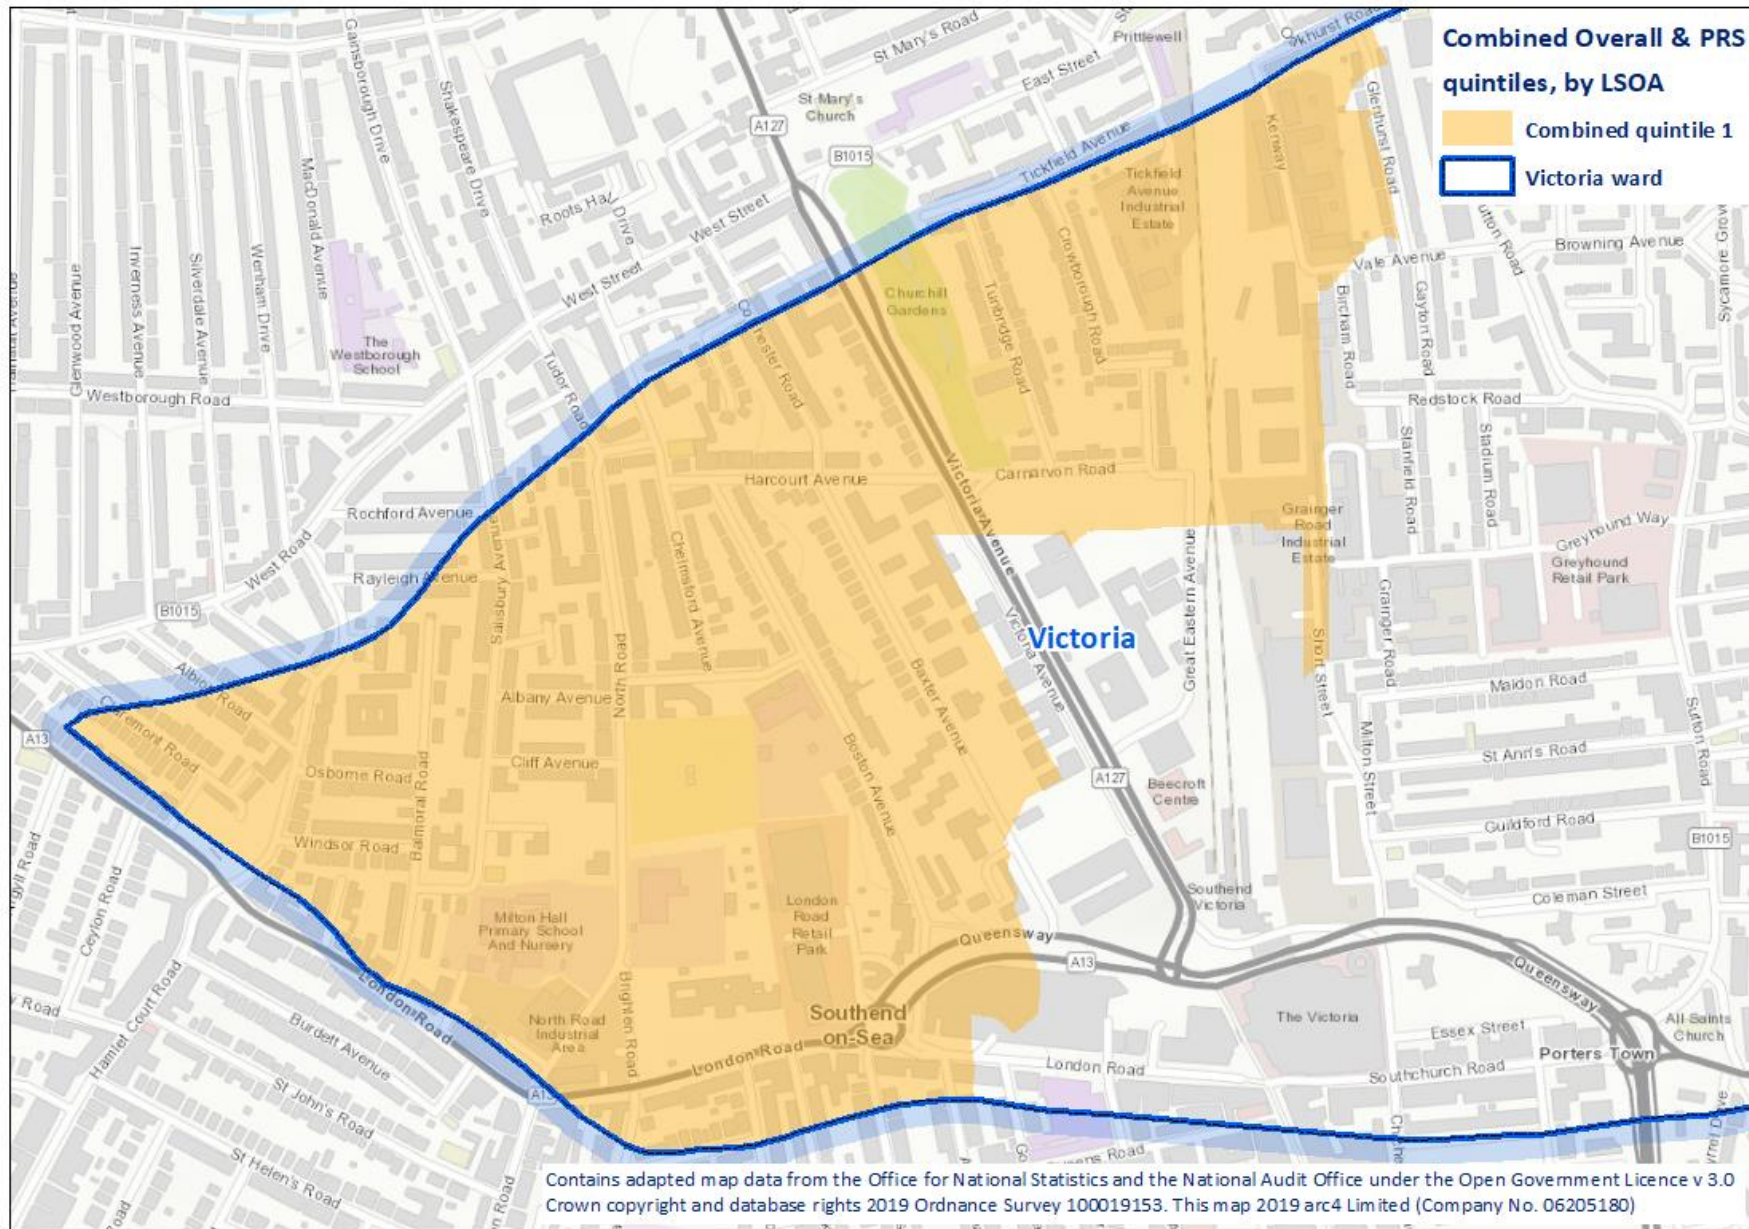 Combined Overall & PRS
quintiles, by LSOA
Combined quintile 1
Victoria ward
Gainsborough Drive
Shakespeare Drive
MacDonald Avenue
St Mary's Road
East Street
Prittlewell
St Mary's
Church
A127
B1015
Tickfield Avenue
Tickfield
Avenue
Industrial
Estate
Kenway
Glenhurst Road
Roots Hall Drive
West Street
West Street
Browning Avenue
Vale Avenue
Sycamore Grov
Glenwood Avenue
Inverness Avenue
Silverdale Avenue
Wenham Drive
The
Westborough
School
Westborough Road
Tudor Road
Colchester Road
Churchill
Gardens
Tunbridge Road
Crowborough Road
Bircham Road
Gayton Road
Redstock Road
Stanfield Road
Stadium Road
Harcourt Avenue
Victoria Avenue
Carnarvon Road
Rochford Avenue
West Road
Rayleigh Avenue
B1015
Salisbury Avenue
Chelmsford Avenue
Grainger
Road
Industrial
Estate
Greyhound Way
Greyhound
Retail Park
Great Eastern Avenue
Grainger Road
Short Street
Victoria
Victoria Avenue
Baxter Avenue
Boston Avenue
North Road
Albany Avenue
Cliff Avenue
Albion Road
Claremont Road
A13
Osborne Road
Balmoral Road
Windsor Road
Maldon Road
Sutton Road
St Ann's Road
Milton Street
Guildford Road
B1015
Coleman Street
A127
Beecroft
Centre
Southend
Victoria
Ceylon Road
Milton Hall
Primary School
And Nursery
London
Road
Retail
Park
Queensway
A13
Queensway
Hamlet Court Road
London Road
Burdett Avenue
North Road
Industrial
Area
Brighton Road
Southend
on-Sea
London Road
London Road
The Victoria
Essex Street
All Saints
Church
Porters Town
Southchurch Road
St John's Road
St Helen's Road
Contains adapted map data from the Office for National Statistics and the National Audit Office under the Open Government Licence v 3.0
Crown copyright and database rights 2019 Ordnance Survey 100019153. This map 2019 arc4 Limited (Company No. 06205180)